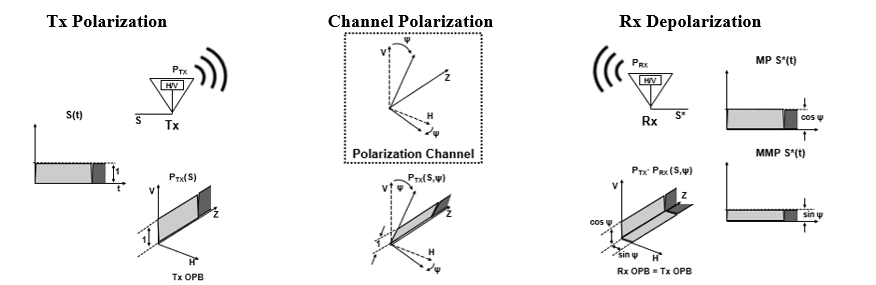 Tx Polarization
Channel Polarization
Rx Depolarization
S(t)
1
t
PTX
H/V
S
Tx
PTX(S)
V
Z
1
H
Tx OPB
V
Ψ
Z
H
Ψ
Polarization Channel
PTX(S,ψ)
V
Ψ
Z
1
H
Ψ
PRX
H/V
Rx
S*
PTX· PRX (S,ψ)
V
Z
cos ψ
sin ψ
H
Rx OPB = Tx OPB
MP S*(t)
cos ψ
MMP S*(t)
sin ψ